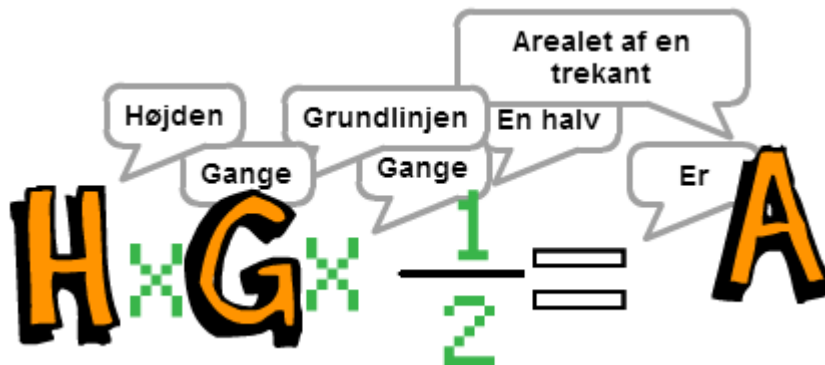 Arealet af en
trekant
Højden
Grundlinjen
En halv
Gange
Gange
Er
H x G x 1/2 = A